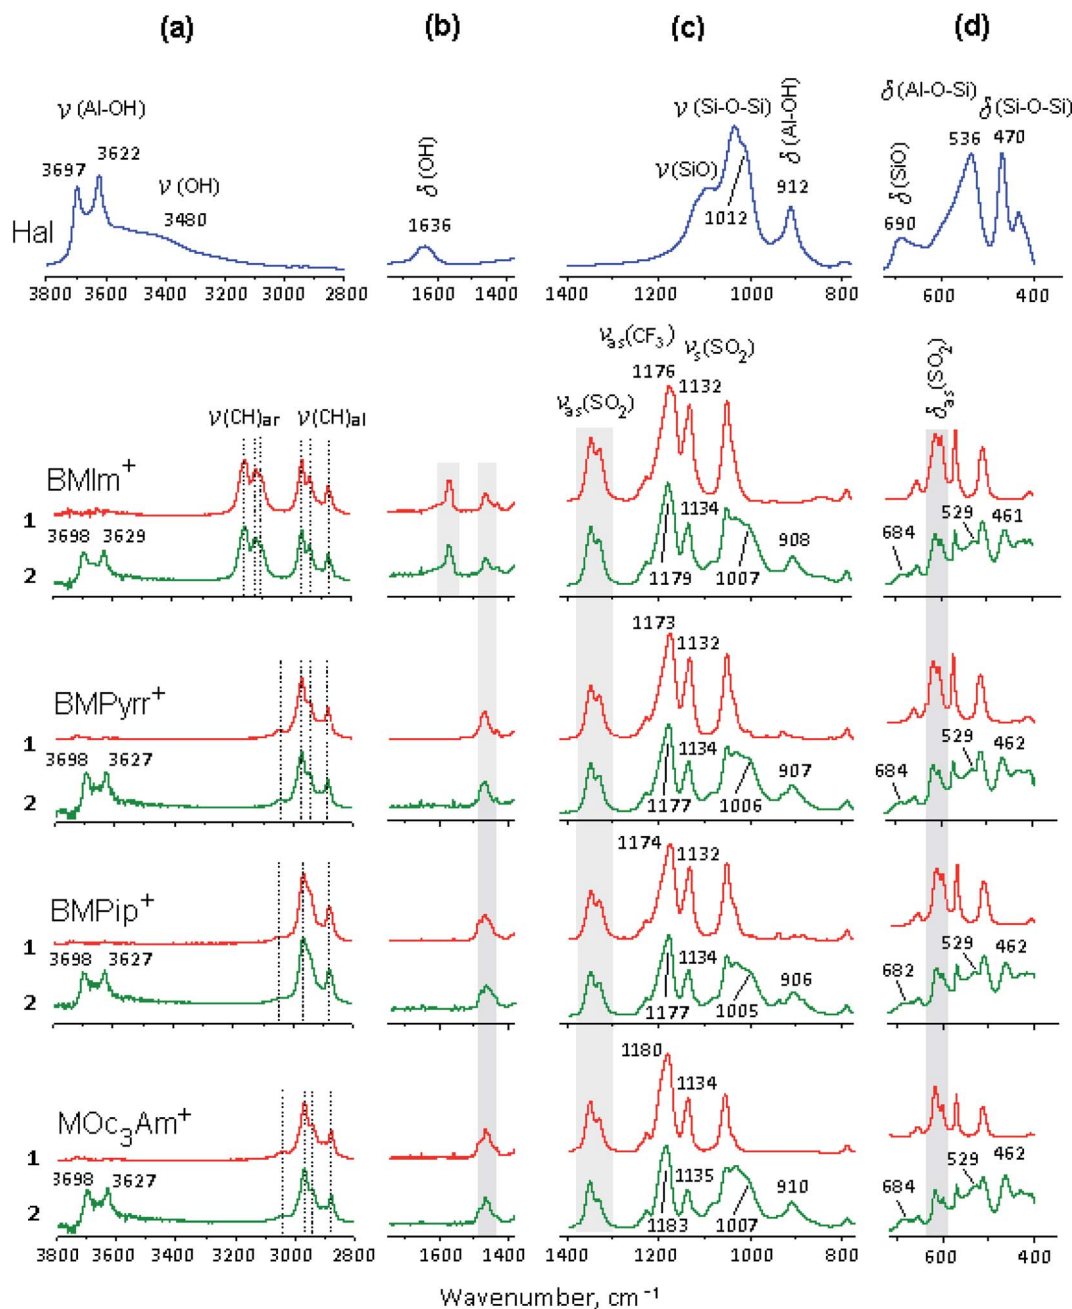 (a) (b) (c) (d)
ν(Al-OH) ν(Si-O-Si) δ(Al-OH) δ(Al-O-Si) δ(Si-O-Si)
3697 3622 ν(OH) 3480 δ(OH) 1636 ν(SiO) 1012 912 δ(SiO) 690 536 470
Hal
3800 3600 3400 3200 3000 2800 1600 1400 1400 1200 1000 800 600 400
νas(CF3) νs(SO2)
ν(CH)ar ν(CH)al νas(SO2) 1176 1132 δas(SO2)
BMIm+
1
3698 3629 1134 908 684 529 461
2 1179 1007
1173 1132
BMPyrr+
1
3698 3627 1134 907 684 529 462
2 1177 1006
1174 1132
BMPip+
1
3698 3627 1134 906 682 529 462
2 1177 1005
1180 1134
MOc3Am+
1
3698 3627 1135 910 684 529 462
2 1183 1007
3800 3600 3400 3200 3000 2800 1600 1400 1400 1200 1000 800 600 400
Wavenumber, cm⁻¹